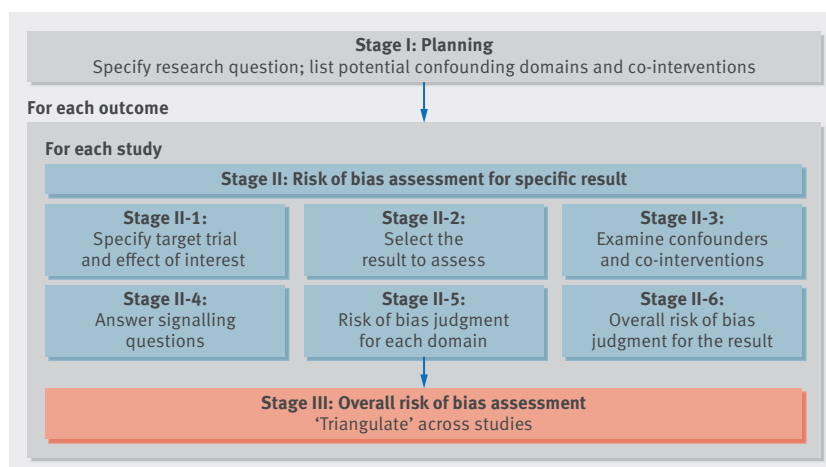 Stage I: Planning
Specify research question; list potential confounding domains and co-interventions
For each outcome
For each study
Stage II: Risk of bias assessment for specific result
Stage II-1:
Specify target trial
and effect of interest
Stage II-2:
Select the
result to assess
Stage II-3:
Examine confounders
and co-interventions
Stage II-4:
Answer signalling
questions
Stage II-5:
Risk of bias judgment
for each domain
Stage II-6:
Overall risk of bias
judgment for the result
Stage III: Overall risk of bias assessment
‘Triangulate’ across studies